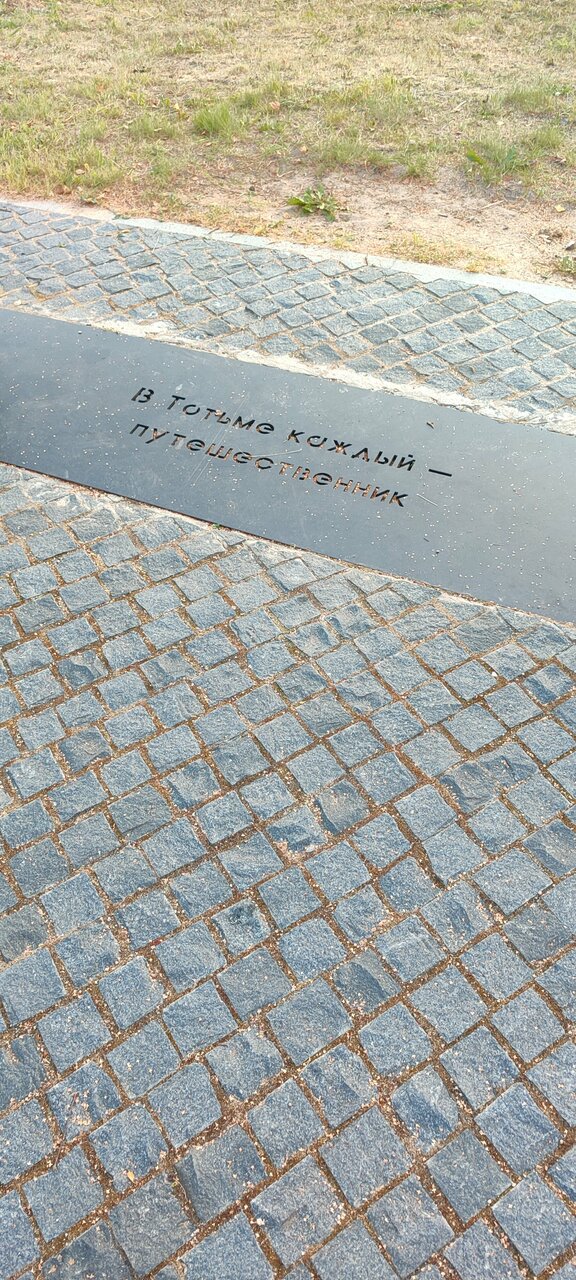 В Тотьме каждый —
путешественник